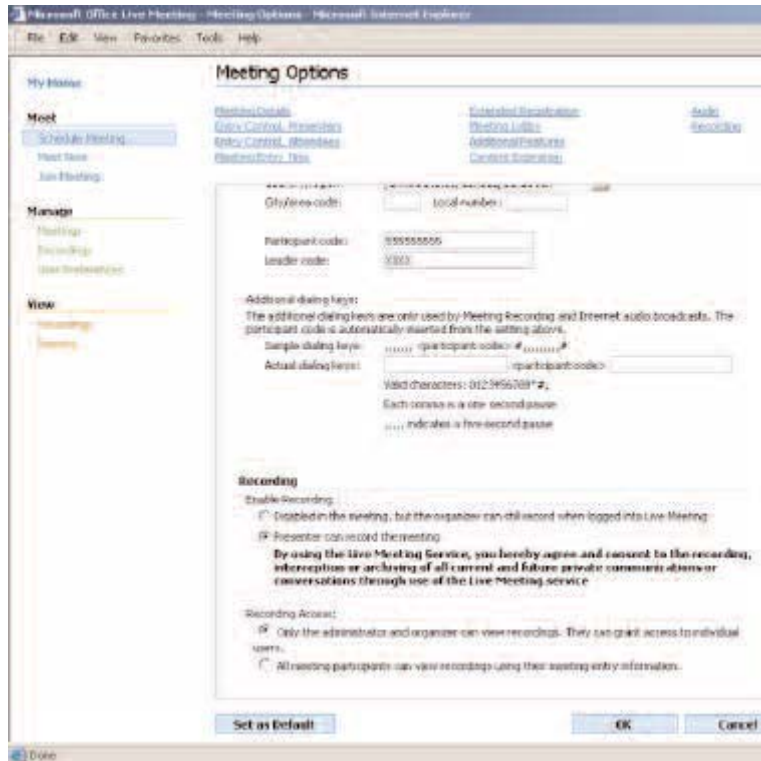 Microsoft Office Live Meeting - Meeting Options - Microsoft Internet Explorer
File Edit View Favorites Tools Help
My Home
Meet
Schedule Meeting
Meet Now
Join Meeting
Manage
Meetings
Recordings
User Preferences
View
Recordings
Meeting Options
Meeting Details
Entry Control, Presenters
Entry Control, Attendees
Meeting Entry Time
Extended Registration
Meeting Lobby
Additional Features
Content Expiration
Audio
Recording
City/area code: Local number:
Participant code: 555555555
Leader code: XXXX
Additional dialing keys:
The additional dialing keys are only used by Meeting Recording and Internet audio broadcasts. The
participant code is automatically inserted from the setting above.
Sample dialing keys: ,,,,,,, <participant code> #,,,,,,,,,#
Actual dialing keys: <participant code>
Valid characters: 0123456789*#,
Each comma is a one second pause
,,,,, indicates a five second pause
Recording
Enable Recording
Disabled in the meeting, but the organizer can still record when logged into Live Meeting
Presenter can record the meeting
By using the Live Meeting Service, you hereby agree and consent to the recording,
interception or archiving of all current and future private communications or
conversations through use of the Live Meeting service
Recording Access:
Only the administrator and organizer can view recordings. They can grant access to individual
users.
All meeting participants can view recordings using their meeting entry information.
Set as Default OK Cancel
Done